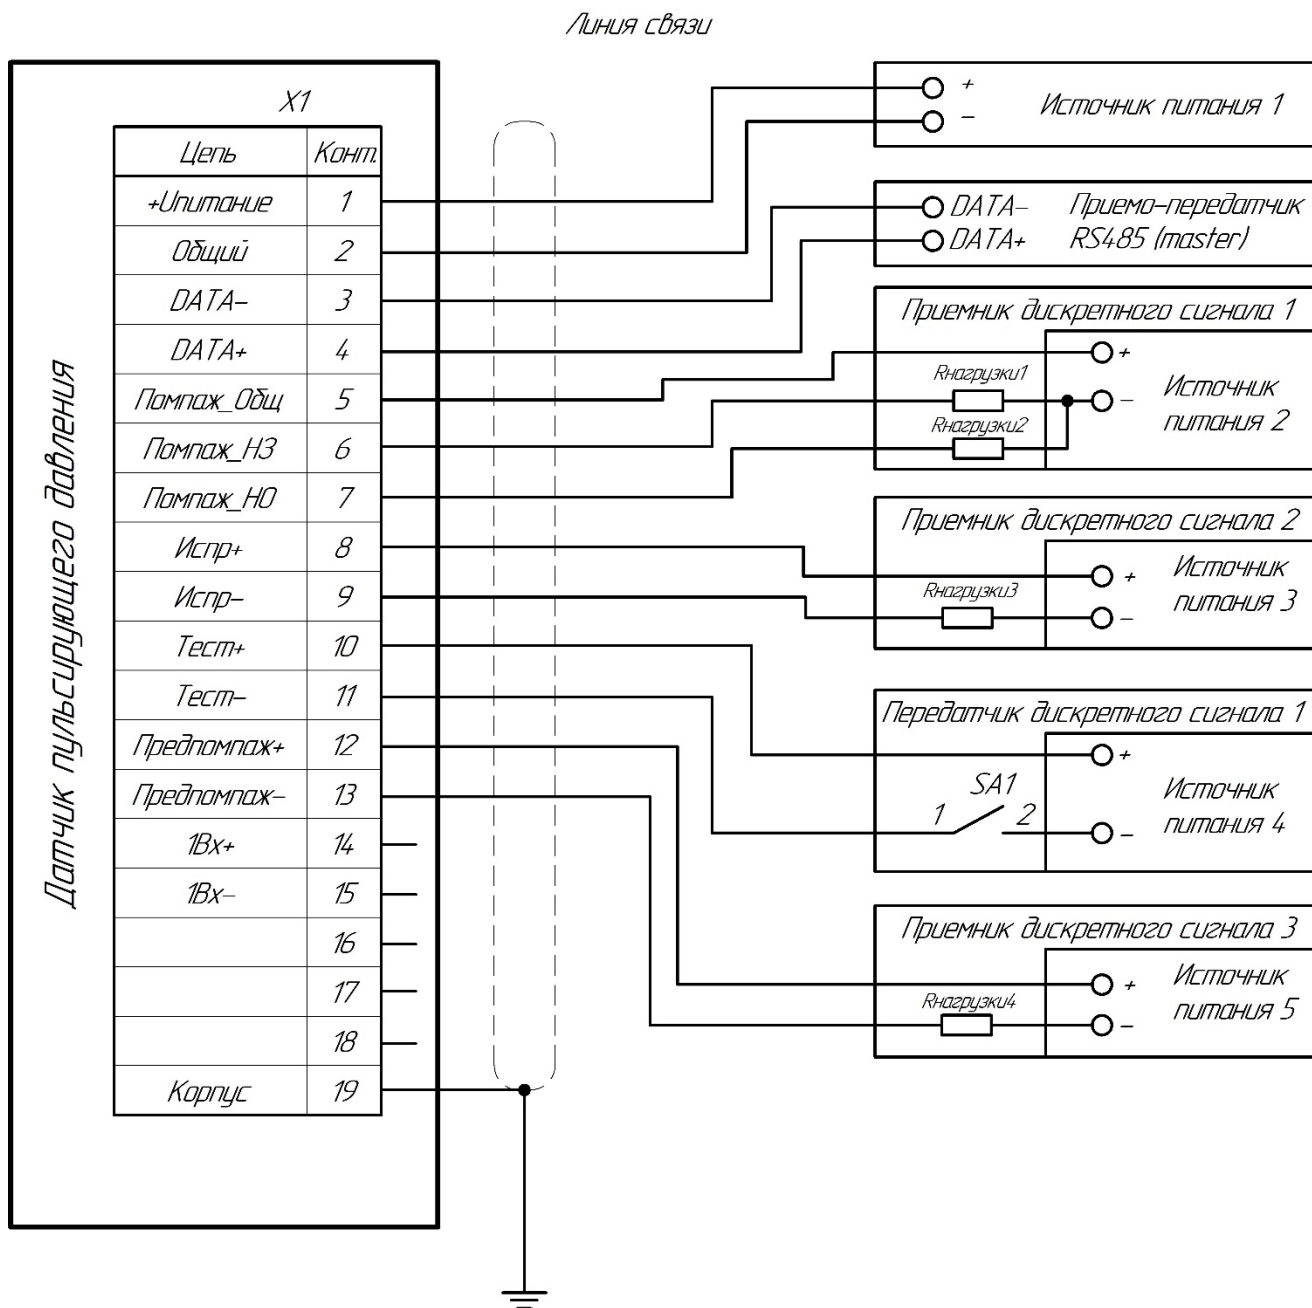 Линия связи
X1
Цепь Конт.
+Uпитание 1
Общий 2
DATA- 3
DATA+ 4
Помпаж_Общ 5
Помпаж_НЗ 6
Помпаж_НО 7
Испр+ 8
Испр- 9
Тест+ 10
Тест- 11
Предпомпаж+ 12
Предпомпаж- 13
1Вх+ 14
1Вх- 15
16
17
18
Корпус 19
Датчик пульсирующего давления
+ Источник питания 1
-
DATA- Приемо-передатчик
DATA+ RS485 (master)
Приемник дискретного сигнала 1
+
Rнагрузки1
- Источник
питания 2
Rнагрузки2
Приемник дискретного сигнала 2
+ Источник
питания 3
Rнагрузки3
-
Передатчик дискретного сигнала 1
+
SA1
1 2
- Источник
питания 4
Приемник дискретного сигнала 3
+ Источник
питания 5
Rнагрузки4
-